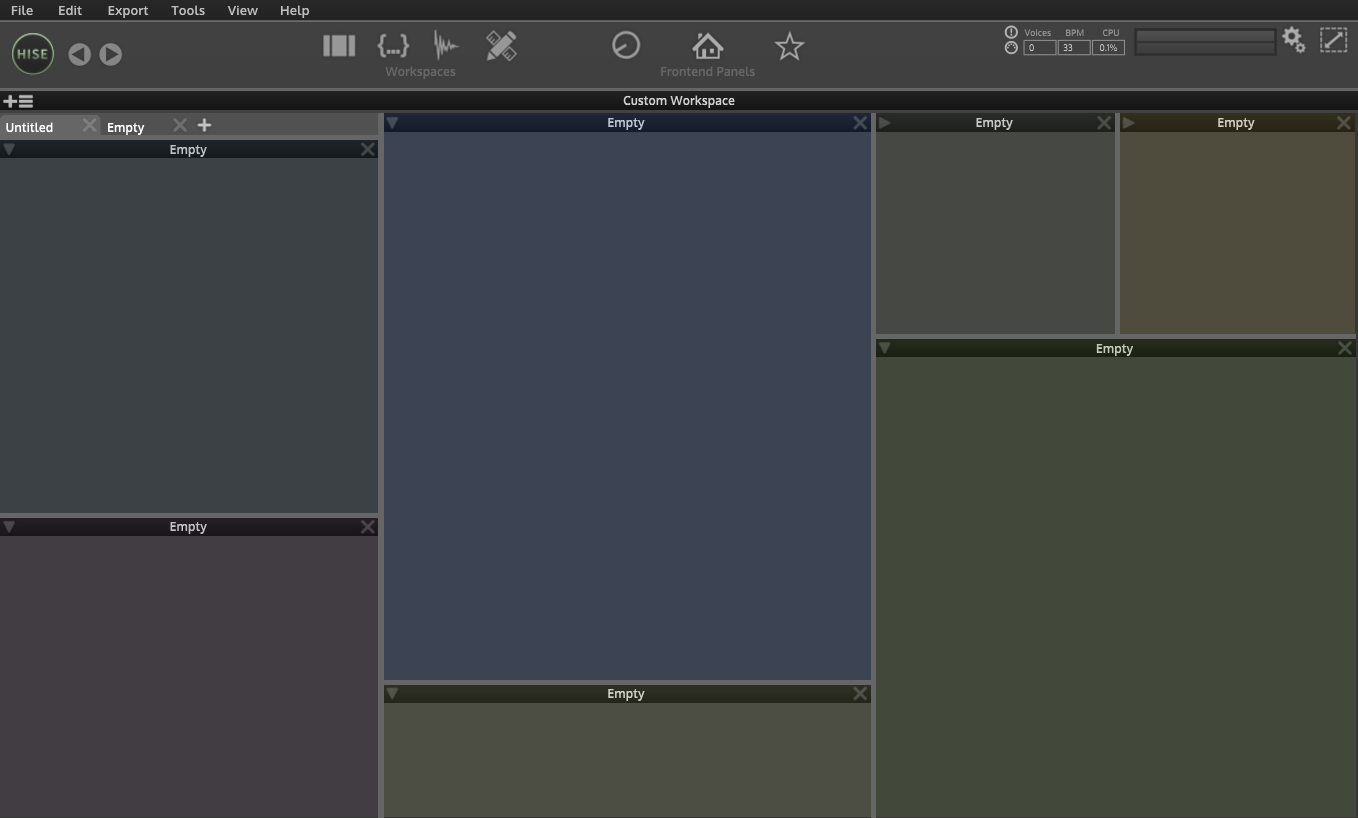 File Edit Export Tools View Help
HISE
Workspaces
Frontend Panels
Voices BPM CPU
0 33 0.1%
Custom Workspace
Untitled Empty
Empty
Empty
Empty
Empty
Empty
Empty
Empty